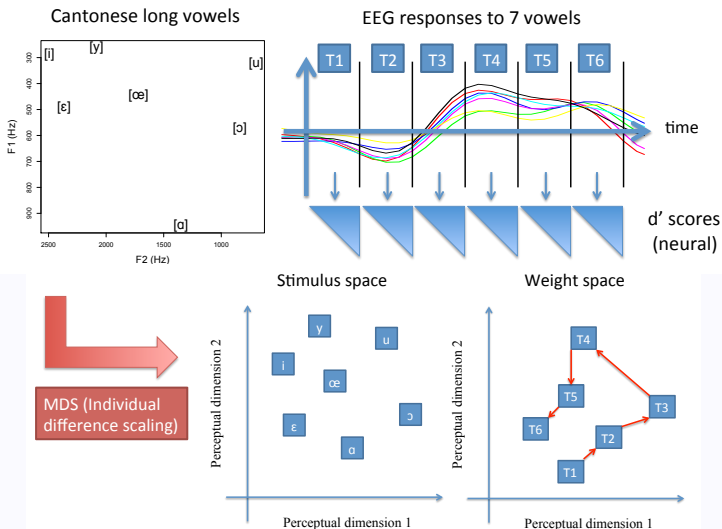 Cantonese long vowels
[i]
[y]
[u]
[ɛ]
[œ]
[ɔ]
[ɑ]
300
400
500
600
700
900
F1 (Hz)
2500
2000
1500
1000
F2 (Hz)
EEG responses to 7 vowels
T1
T2
T3
T4
T5
T6
time
d’ scores
(neural)
MDS (Individual
difference scaling)
Stimulus space
y
u
i
œ
ɛ
ɔ
ɑ
Perceptual dimension 2
Perceptual dimension 1
Weight space
T4
T5
T3
T6
T2
T1
Perceptual dimension 2
Perceptual dimension 1